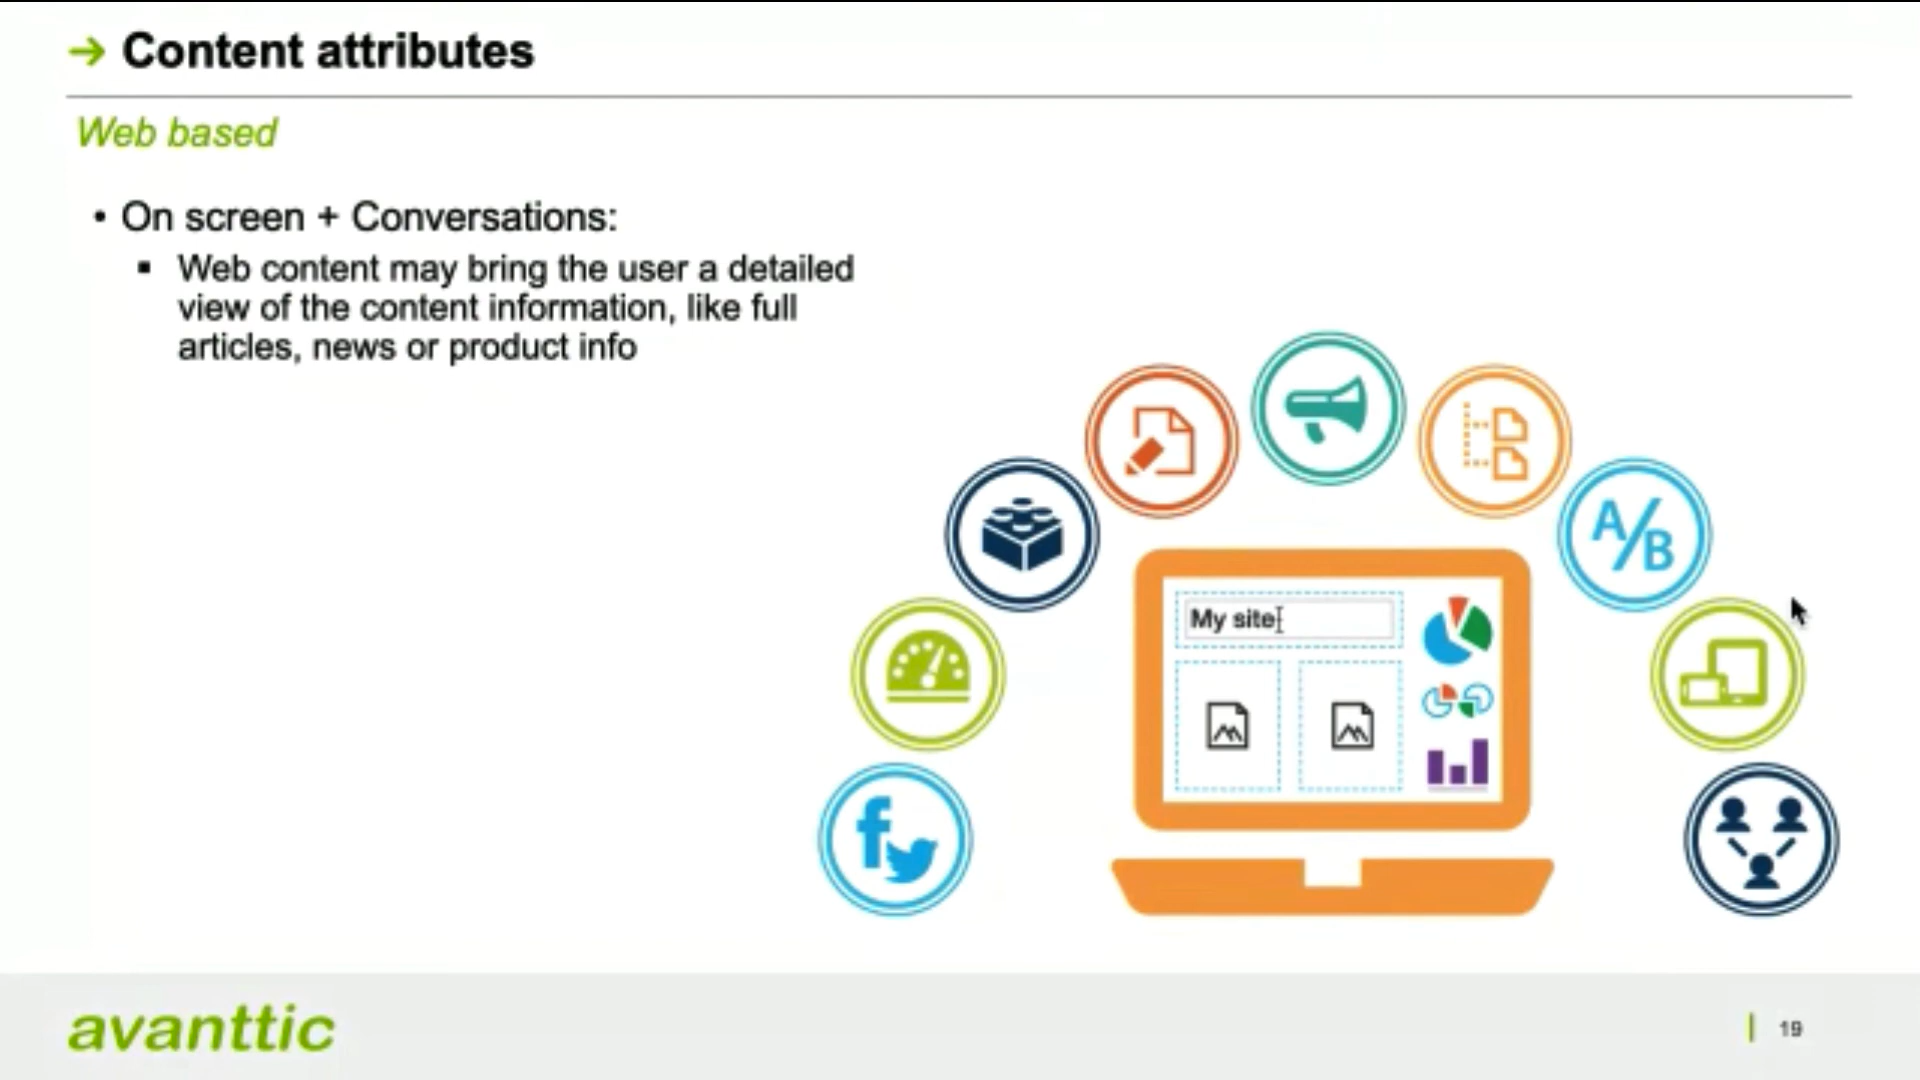 → Content attributes
Web based
• On screen + Conversations:
▪ Web content may bring the user a detailed
view of the content information, like full
articles, news or product info
A/B
My site
f
avanttic
19